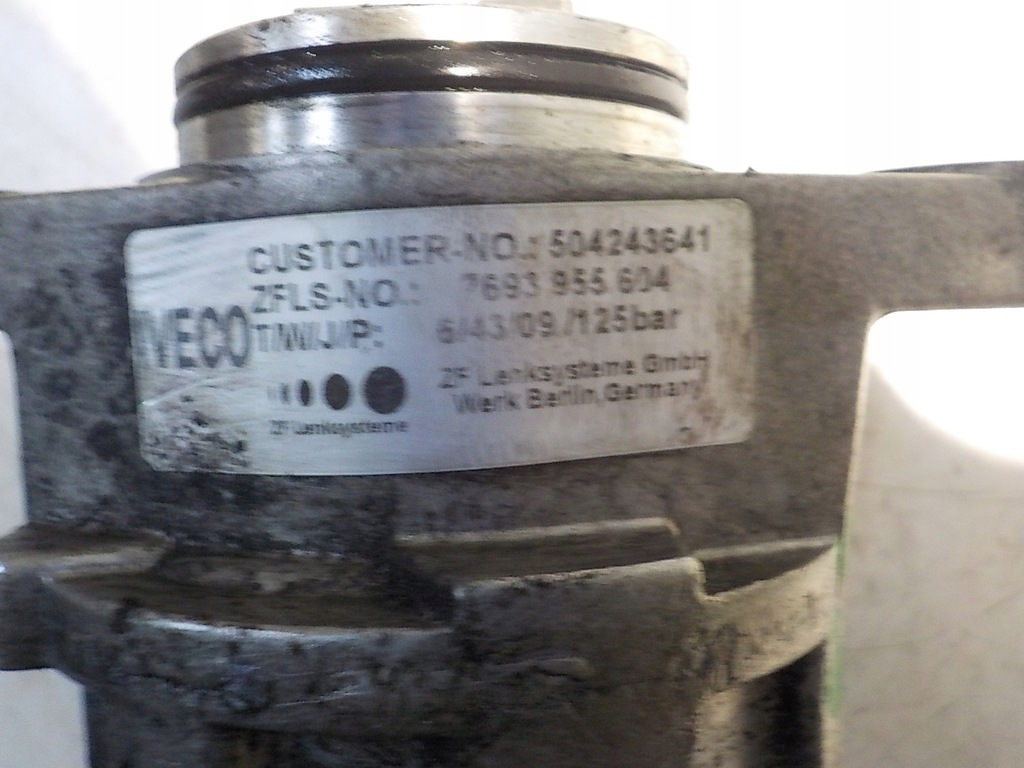 CUSTOMER-NO.: 504243641
ZFLS-NO.: 7693 955 604
IVECO T/W/J/P: 6/43/09./125bar
ZF Lenksysteme GmbH
Werk Berlin, Germany
ZF Lenksysteme